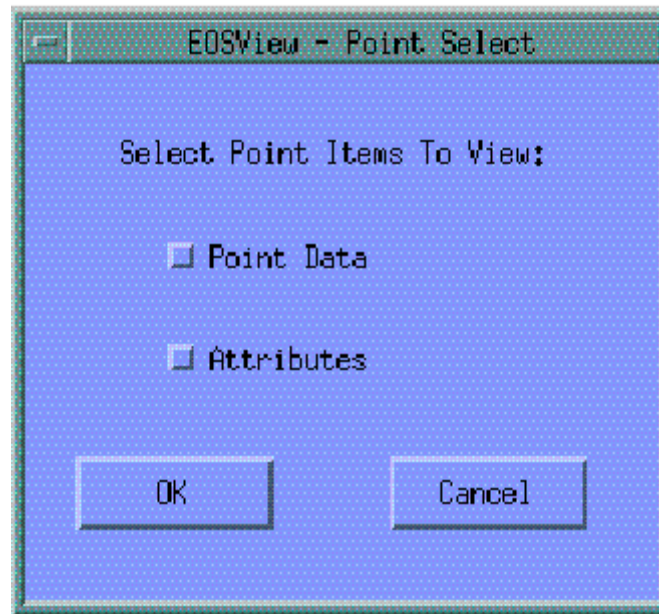 EOSView - Point Select
Select Point Items To View:
Point Data
Attributes
OK Cancel